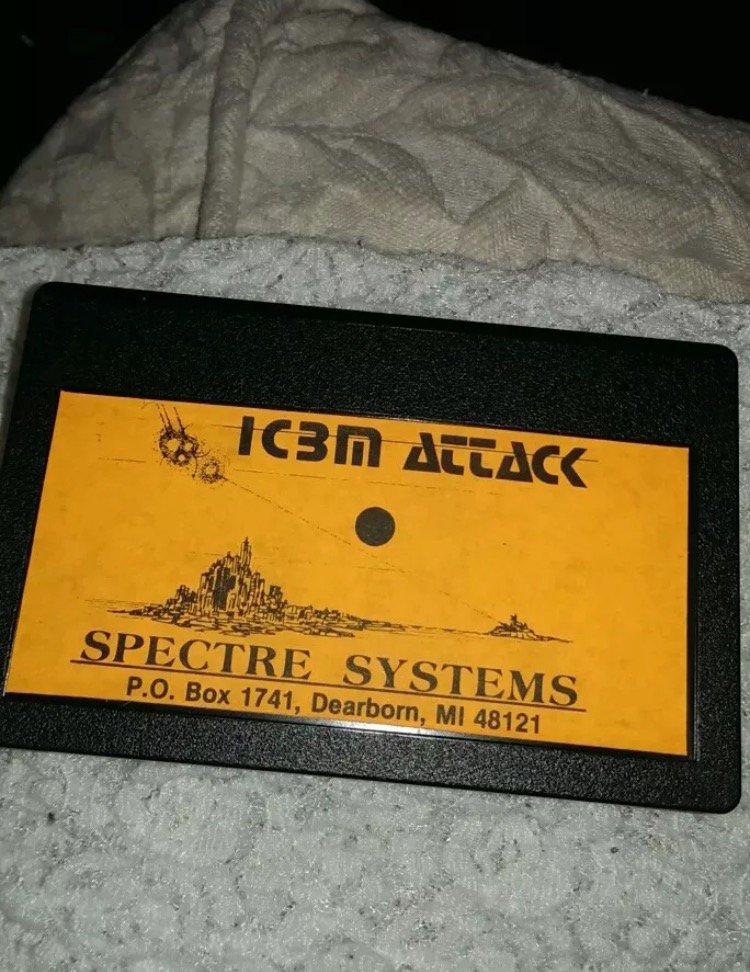 ICBM ATTACK
SPECTRE SYSTEMS
P.O. Box 1741, Dearborn, MI 48121